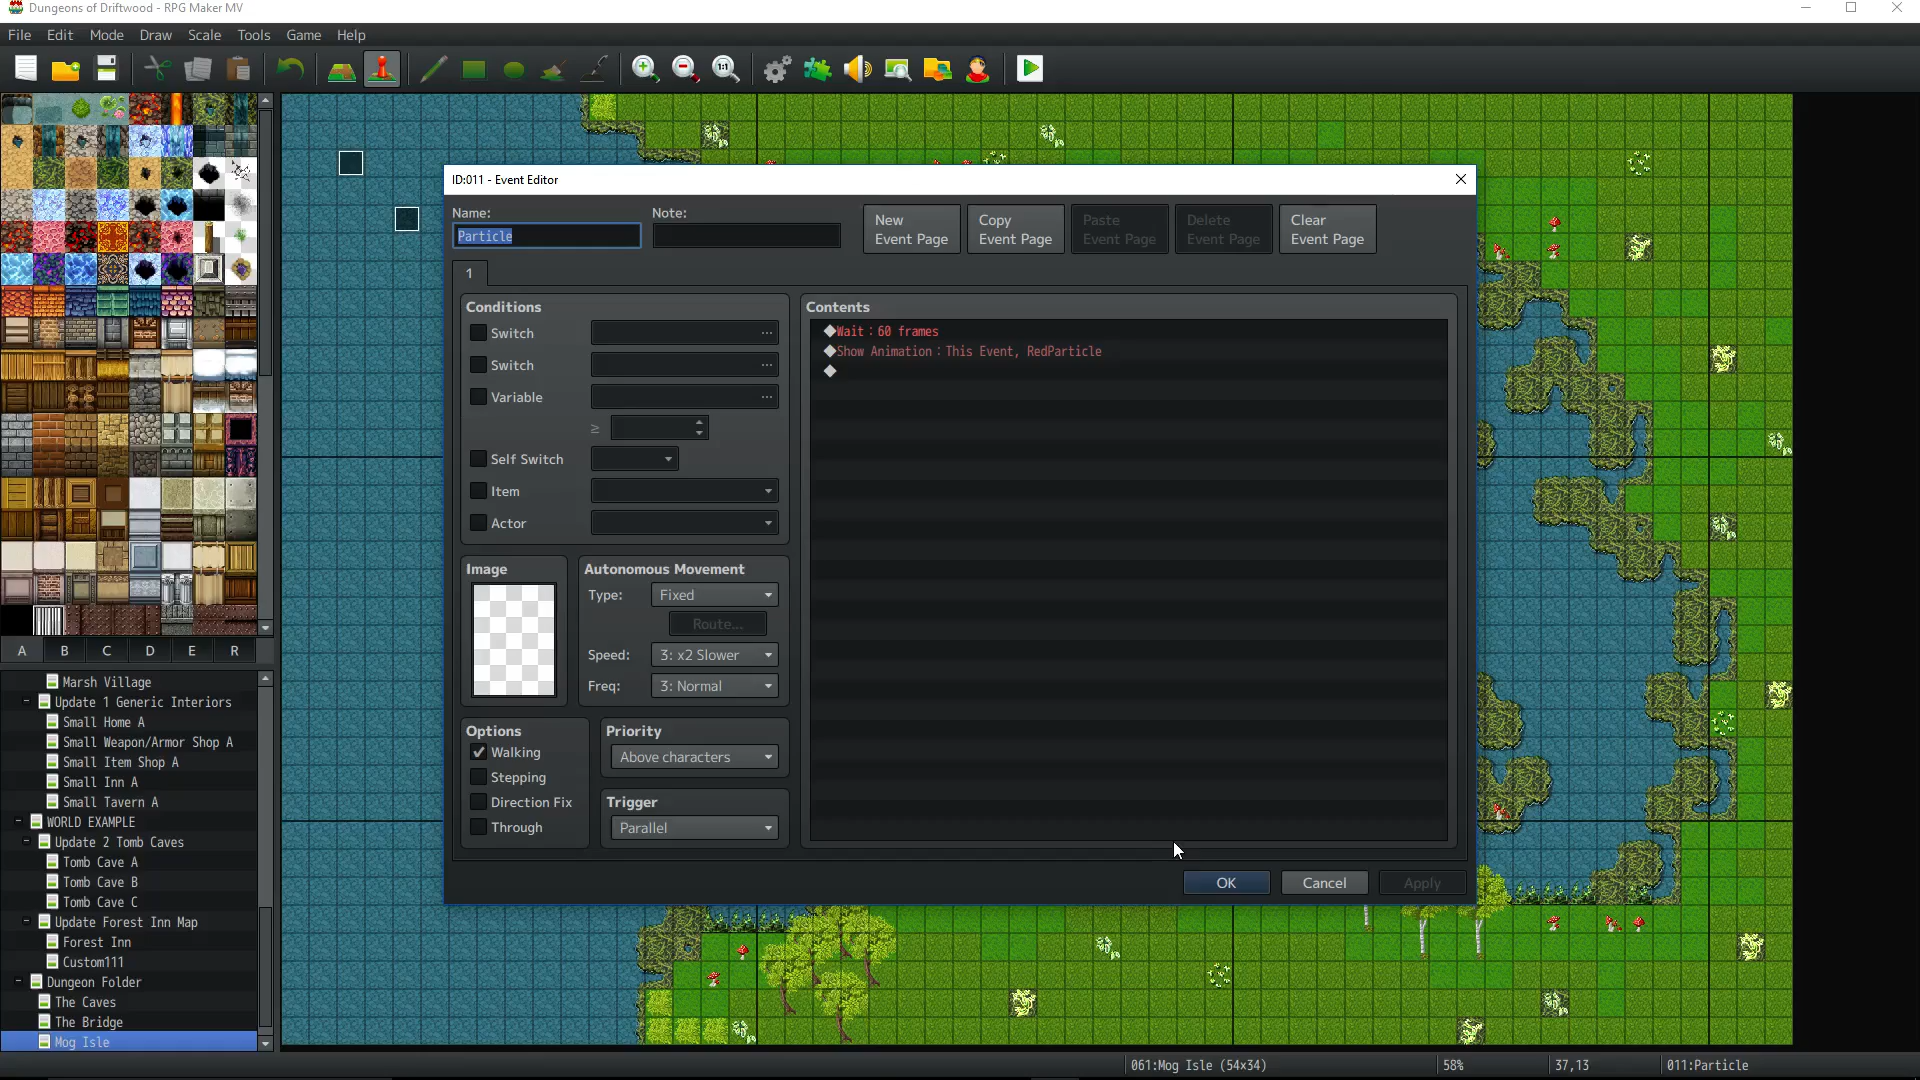 Dungeons of Driftwood - RPG Maker MV
File Edit Mode Draw Scale Tools Game Help
1:1
ID:011 - Event Editor
Name: Note:
Particle
New Event Page
Copy Event Page
Paste Event Page
Delete Event Page
Clear Event Page
1
Conditions
Switch ...
Switch ...
Variable ...
≥
Self Switch
Item
Actor
Image
Autonomous Movement
Type: Fixed
Route...
Speed: 3: x2 Slower
Freq: 3: Normal
Options
Walking
Stepping
Direction Fix
Through
Priority
Above characters
Trigger
Parallel
Contents
◆Wait : 60 frames
◆Show Animation : This Event, RedParticle
◆
OK Cancel Apply
A B C D E R
Marsh Village
Update 1 Generic Interiors
Small Home A
Small Weapon/Armor Shop A
Small Item Shop A
Small Inn A
Small Tavern A
WORLD EXAMPLE
Update 2 Tomb Caves
Tomb Cave A
Tomb Cave B
Tomb Cave C
Update Forest Inn Map
Forest Inn
Custom111
Dungeon Folder
The Caves
The Bridge
Mog Isle
061:Mog Isle (54x34) 58% 37,13 011:Particle